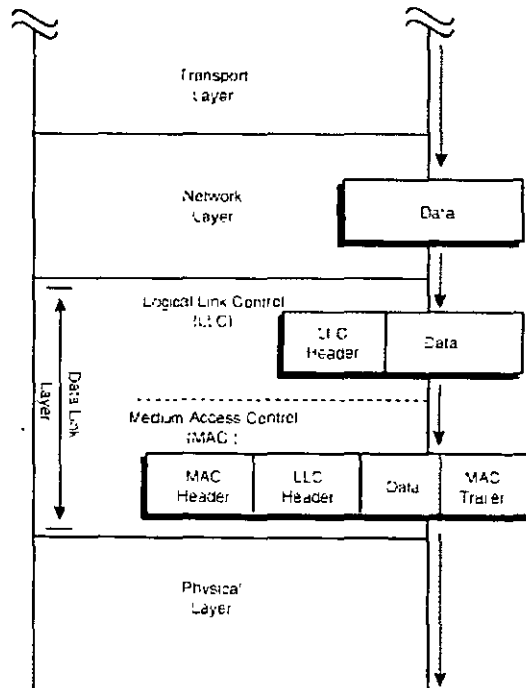 Transport
Layer
Network
Layer
Data
Logical Link Control
(LLC)
LLC
Header
Data
Data Link
Layer
Medium Access Control
(MAC)
MAC
Header
LLC
Header
Data
MAC
Trailer
Physical
Layer